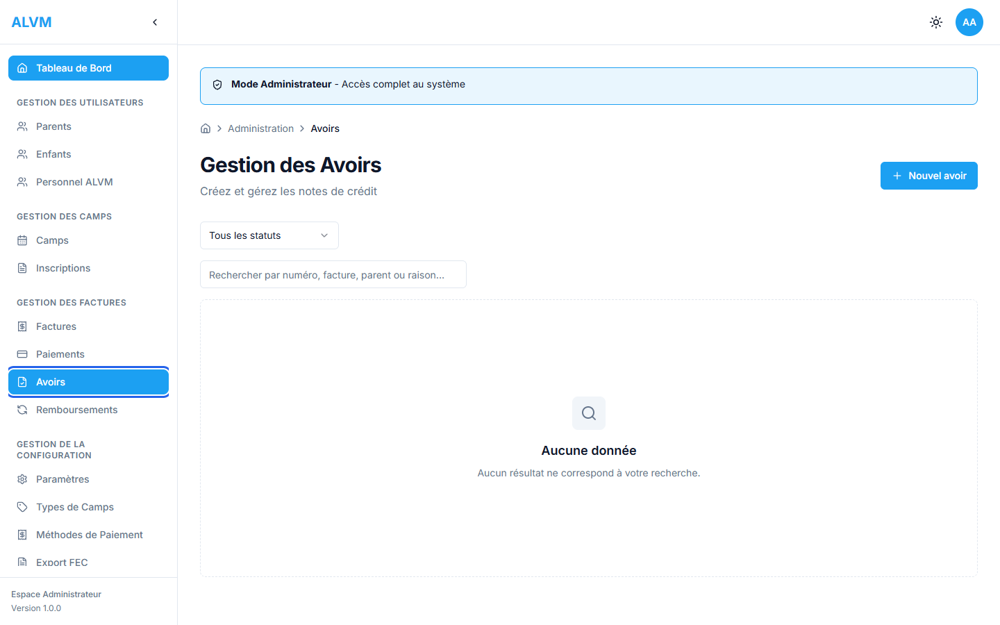 ALVM
AA
Tableau de Bord
GESTION DES UTILISATEURS
Parents
Enfants
Personnel ALVM
GESTION DES CAMPS
Camps
Inscriptions
GESTION DES FACTURES
Factures
Paiements
Avoirs
Remboursements
GESTION DE LA
CONFIGURATION
Paramètres
Types de Camps
Méthodes de Paiement
Export FEC
Espace Administrateur
Version 1.0.0
Mode Administrateur - Accès complet au système
Administration
Avoirs
Gestion des Avoirs
Créez et gérez les notes de crédit
Nouvel avoir
Tous les statuts
Rechercher par numéro, facture, parent ou raison...
Aucune donnée
Aucun résultat ne correspond à votre recherche.